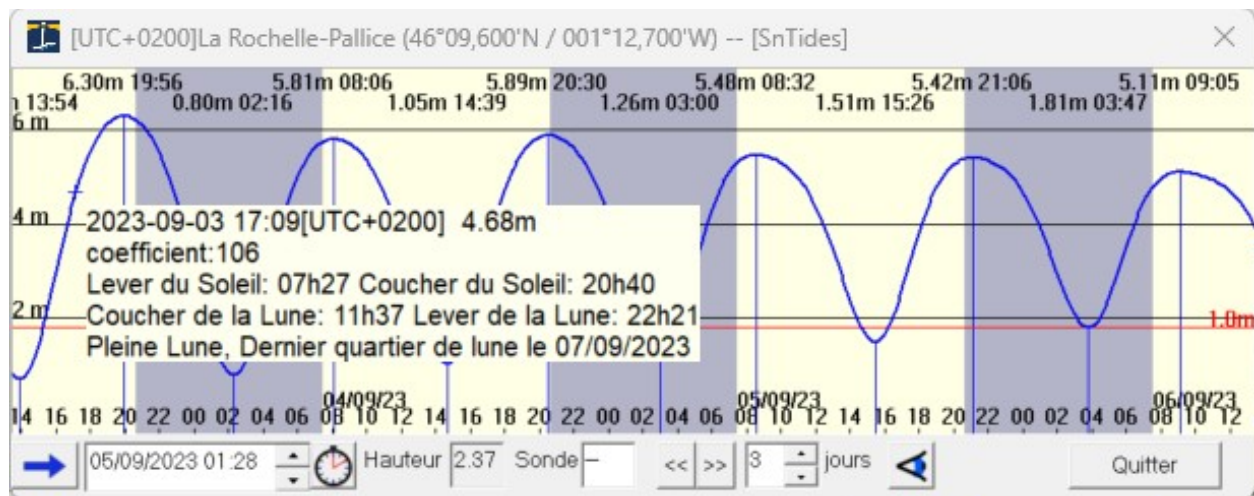 [UTC+0200]La Rochelle-Pallice (46°09,600'N / 001°12,700'W) -- [SnTides]
6.30m 19:56 5.81m 08:06 5.89m 20:30 5.48m 08:32 5.42m 21:06 5.11m 09:05
13:54 0.80m 02:16 1.05m 14:39 1.26m 03:00 1.51m 15:26 1.81m 03:47
6 m
4 m
2023-09-03 17:09[UTC+0200] 4.68m
coefficient:106
Lever du Soleil: 07h27 Coucher du Soleil: 20h40
2 m
Coucher de la Lune: 11h37 Lever de la Lune: 22h21
1.0m
Pleine Lune, Dernier quartier de lune le 07/09/2023
04/09/23 05/09/23 06/09/23
14 16 18 20 22 00 02 04 06 08 10 12 14 16 18 20 22 00 02 04 06 08 10 12 14 16 18 20 22 00 02 04 06 08 10 12
05/09/2023 01:28 Hauteur 2.37 Sonde -- << >> 3 jours Quitter